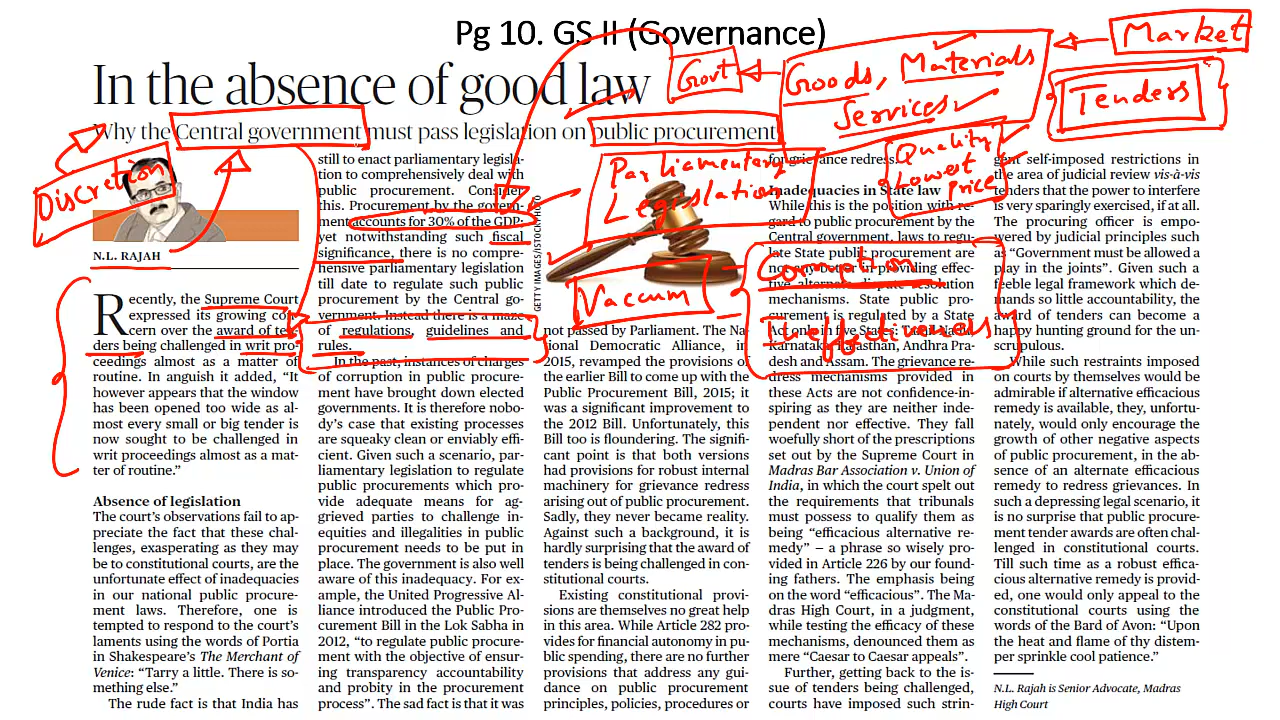 Pg 10. GS II (Governance)
In the absence of good law
Why the Central government must pass legislation on public procurement
Govt
Goods, Materials
Services
Market
Tenders
Quality
Lowest
Price
Discretion
Parliamentary
Legislation
Vaccum
Corruption
Ineffectiveness
N.L. RAJAH
Recently, the Supreme Court
expressed its growing con-
cern over the award of ten-
ders being challenged in writ pro-
ceedings almost as a matter of
routine. In anguish it added, “It
however appears that the window
has been opened too wide as al-
most every small or big tender is
now sought to be challenged in
writ proceedings almost as a mat-
ter of routine.”
Absence of legislation
The court’s observations fail to ap-
preciate the fact that these chal-
lenges, exasperating as they may
be to constitutional courts, are the
unfortunate effect of inadequacies
in our national public procure-
ment laws. Therefore, one is
tempted to respond to the court’s
laments using the words of Portia
in Shakespeare’s The Merchant of
Venice: “Tarry a little. There is so-
mething else.”
The rude fact is that India has
still to enact parliamentary legisla-
tion to comprehensively deal with
public procurement. Consider
this. Procurement by the govern-
ment accounts for 30% of the GDP;
yet notwithstanding such fiscal
significance, there is no compre-
hensive parliamentary legislation
till date to regulate such public
procurement by the Central go-
vernment. Instead there is a maze
of regulations, guidelines and
rules.
In the past, instances of charges
of corruption in public procure-
ment have brought down elected
governments. It is therefore nobo-
dy’s case that existing processes
are squeaky clean or enviably effi-
cient. Given such a scenario, par-
liamentary legislation to regulate
public procurements which pro-
vide adequate means for ag-
grieved parties to challenge in-
equities and illegalities in public
procurement needs to be put in
place. The government is also well
aware of this inadequacy. For ex-
ample, the United Progressive Al-
liance introduced the Public Pro-
curement Bill in the Lok Sabha in
2012, “to regulate public procure-
ment with the objective of ensur-
ing transparency accountability
and probity in the procurement
process”. The sad fact is that it was
GETTY IMAGES/ISTOCKPHOTO
not passed by Parliament. The Na-
tional Democratic Alliance, in
2015, revamped the provisions of
the earlier Bill to come up with the
Public Procurement Bill, 2015; it
was a significant improvement to
the 2012 Bill. Unfortunately, this
Bill too is floundering. The signifi-
cant point is that both versions
had provisions for robust internal
machinery for grievance redress
arising out of public procurement.
Sadly, they never became reality.
Against such a background, it is
hardly surprising that the award of
tenders is being challenged in con-
stitutional courts.
Existing constitutional provi-
sions are themselves no great help
in this area. While Article 282 pro-
vides for financial autonomy in pu-
blic spending, there are no further
provisions that address any gui-
dance on public procurement
principles, policies, procedures or
for grievance redress.
Inadequacies in State law
While this is the position with re-
gard to public procurement by the
Central government, laws to regu-
late State public procurement are
not any better in providing effec-
tive alternate dispute resolution
mechanisms. State public pro-
curement is regulated by a State
Act only in five States: Tamil Nadu,
Karnataka, Rajasthan, Andhra Pra-
desh and Assam. The grievance re-
dress mechanisms provided in
these Acts are not confidence-in-
spiring as they are neither inde-
pendent nor effective. They fall
woefully short of the prescriptions
set out by the Supreme Court in
Madras Bar Association v. Union of
India, in which the court spelt out
the requirements that tribunals
must possess to qualify them as
being “efficacious alternative re-
medy” – a phrase so wisely pro-
vided in Article 226 by our found-
ing fathers. The emphasis being
on the word “efficacious”. The Ma-
dras High Court, in a judgment,
while testing the efficacy of these
mechanisms, denounced them as
mere “Caesar to Caesar appeals”.
Further, getting back to the is-
sue of tenders being challenged,
courts have imposed such strin-
gent self-imposed restrictions in
the area of judicial review vis-à-vis
tenders that the power to interfere
is very sparingly exercised, if at all.
The procuring officer is empo-
wered by judicial principles such
as “Government must be allowed a
play in the joints”. Given such a
feeble legal framework which de-
mands so little accountability, the
award of tenders can become a
happy hunting ground for the un-
scrupulous.
While such restraints imposed
on courts by themselves would be
admirable if alternative efficacious
remedy is available, they, unfortu-
nately, would only encourage the
growth of other negative aspects
of public procurement, in the ab-
sence of an alternate efficacious
remedy to redress grievances. In
such a depressing legal scenario, it
is no surprise that public procure-
ment tender awards are often chal-
lenged in constitutional courts.
Till such time as a robust effica-
cious alternative remedy is provid-
ed, one would only appeal to the
constitutional courts using the
words of the Bard of Avon: “Upon
the heat and flame of thy distem-
per sprinkle cool patience.”
N.L. Rajah is Senior Advocate, Madras
High Court